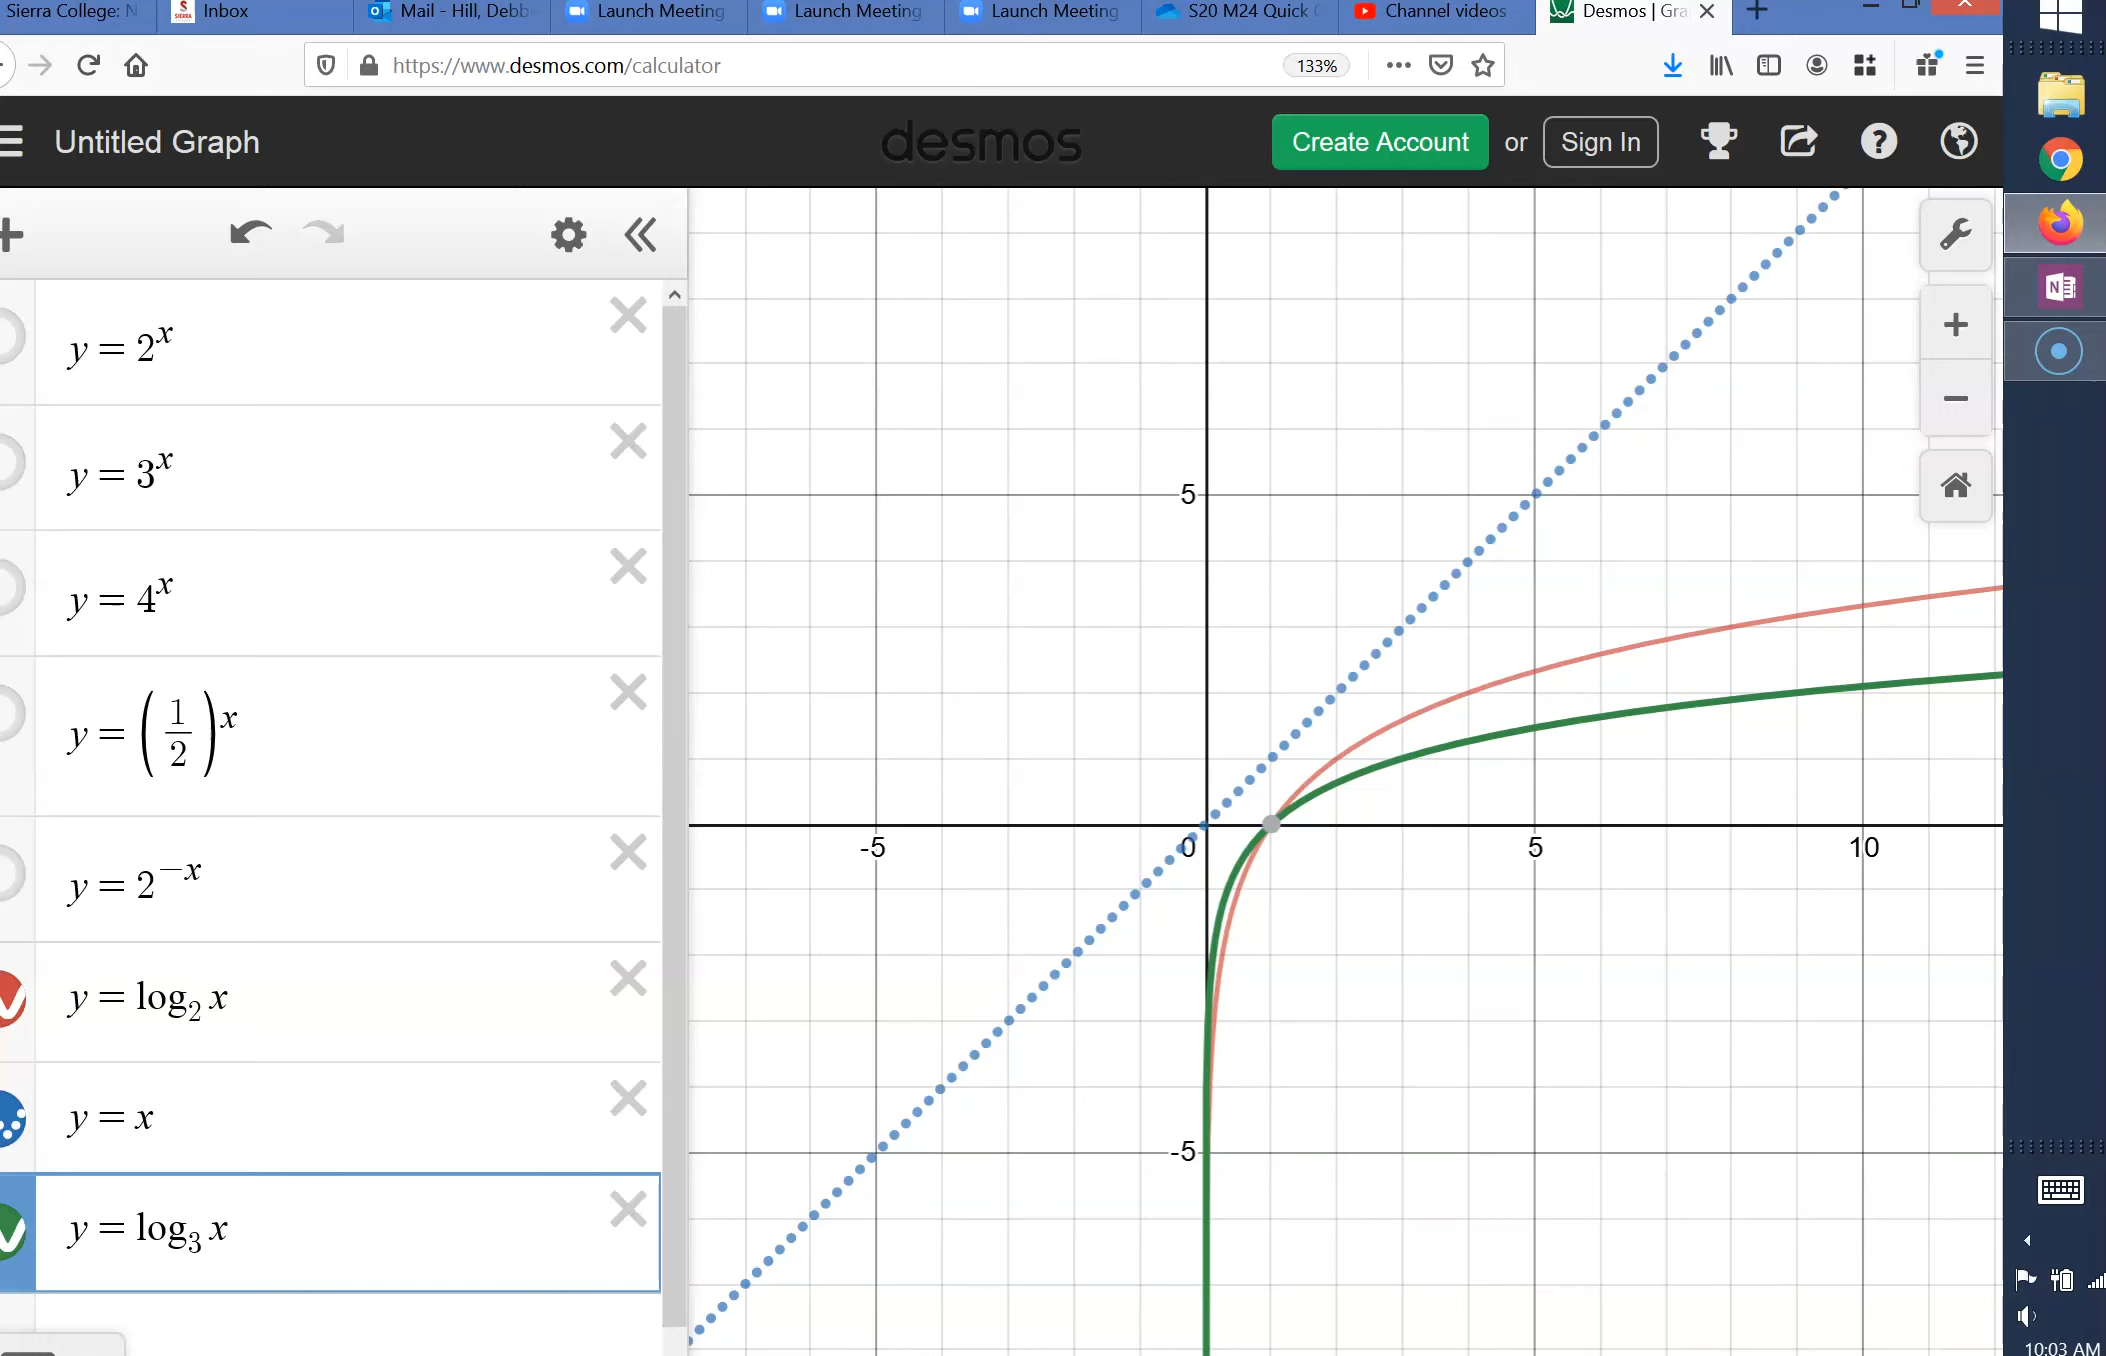 Sierra College: N
S SIERRA Inbox
Mail - Hill, Debb
Launch Meeting
Launch Meeting
Launch Meeting
S20 M24 Quick
Channel videos
Desmos | Gra
https://www.desmos.com/calculator
133%
Untitled Graph
desmos
Create Account or Sign In
y = 2^x
y = 3^x
y = 4^x
y = (1/2)^x
y = 2^−x
y = log₂ x
y = x
y = log₃ x
5
-5 0 5 10
-5
10:03 AM